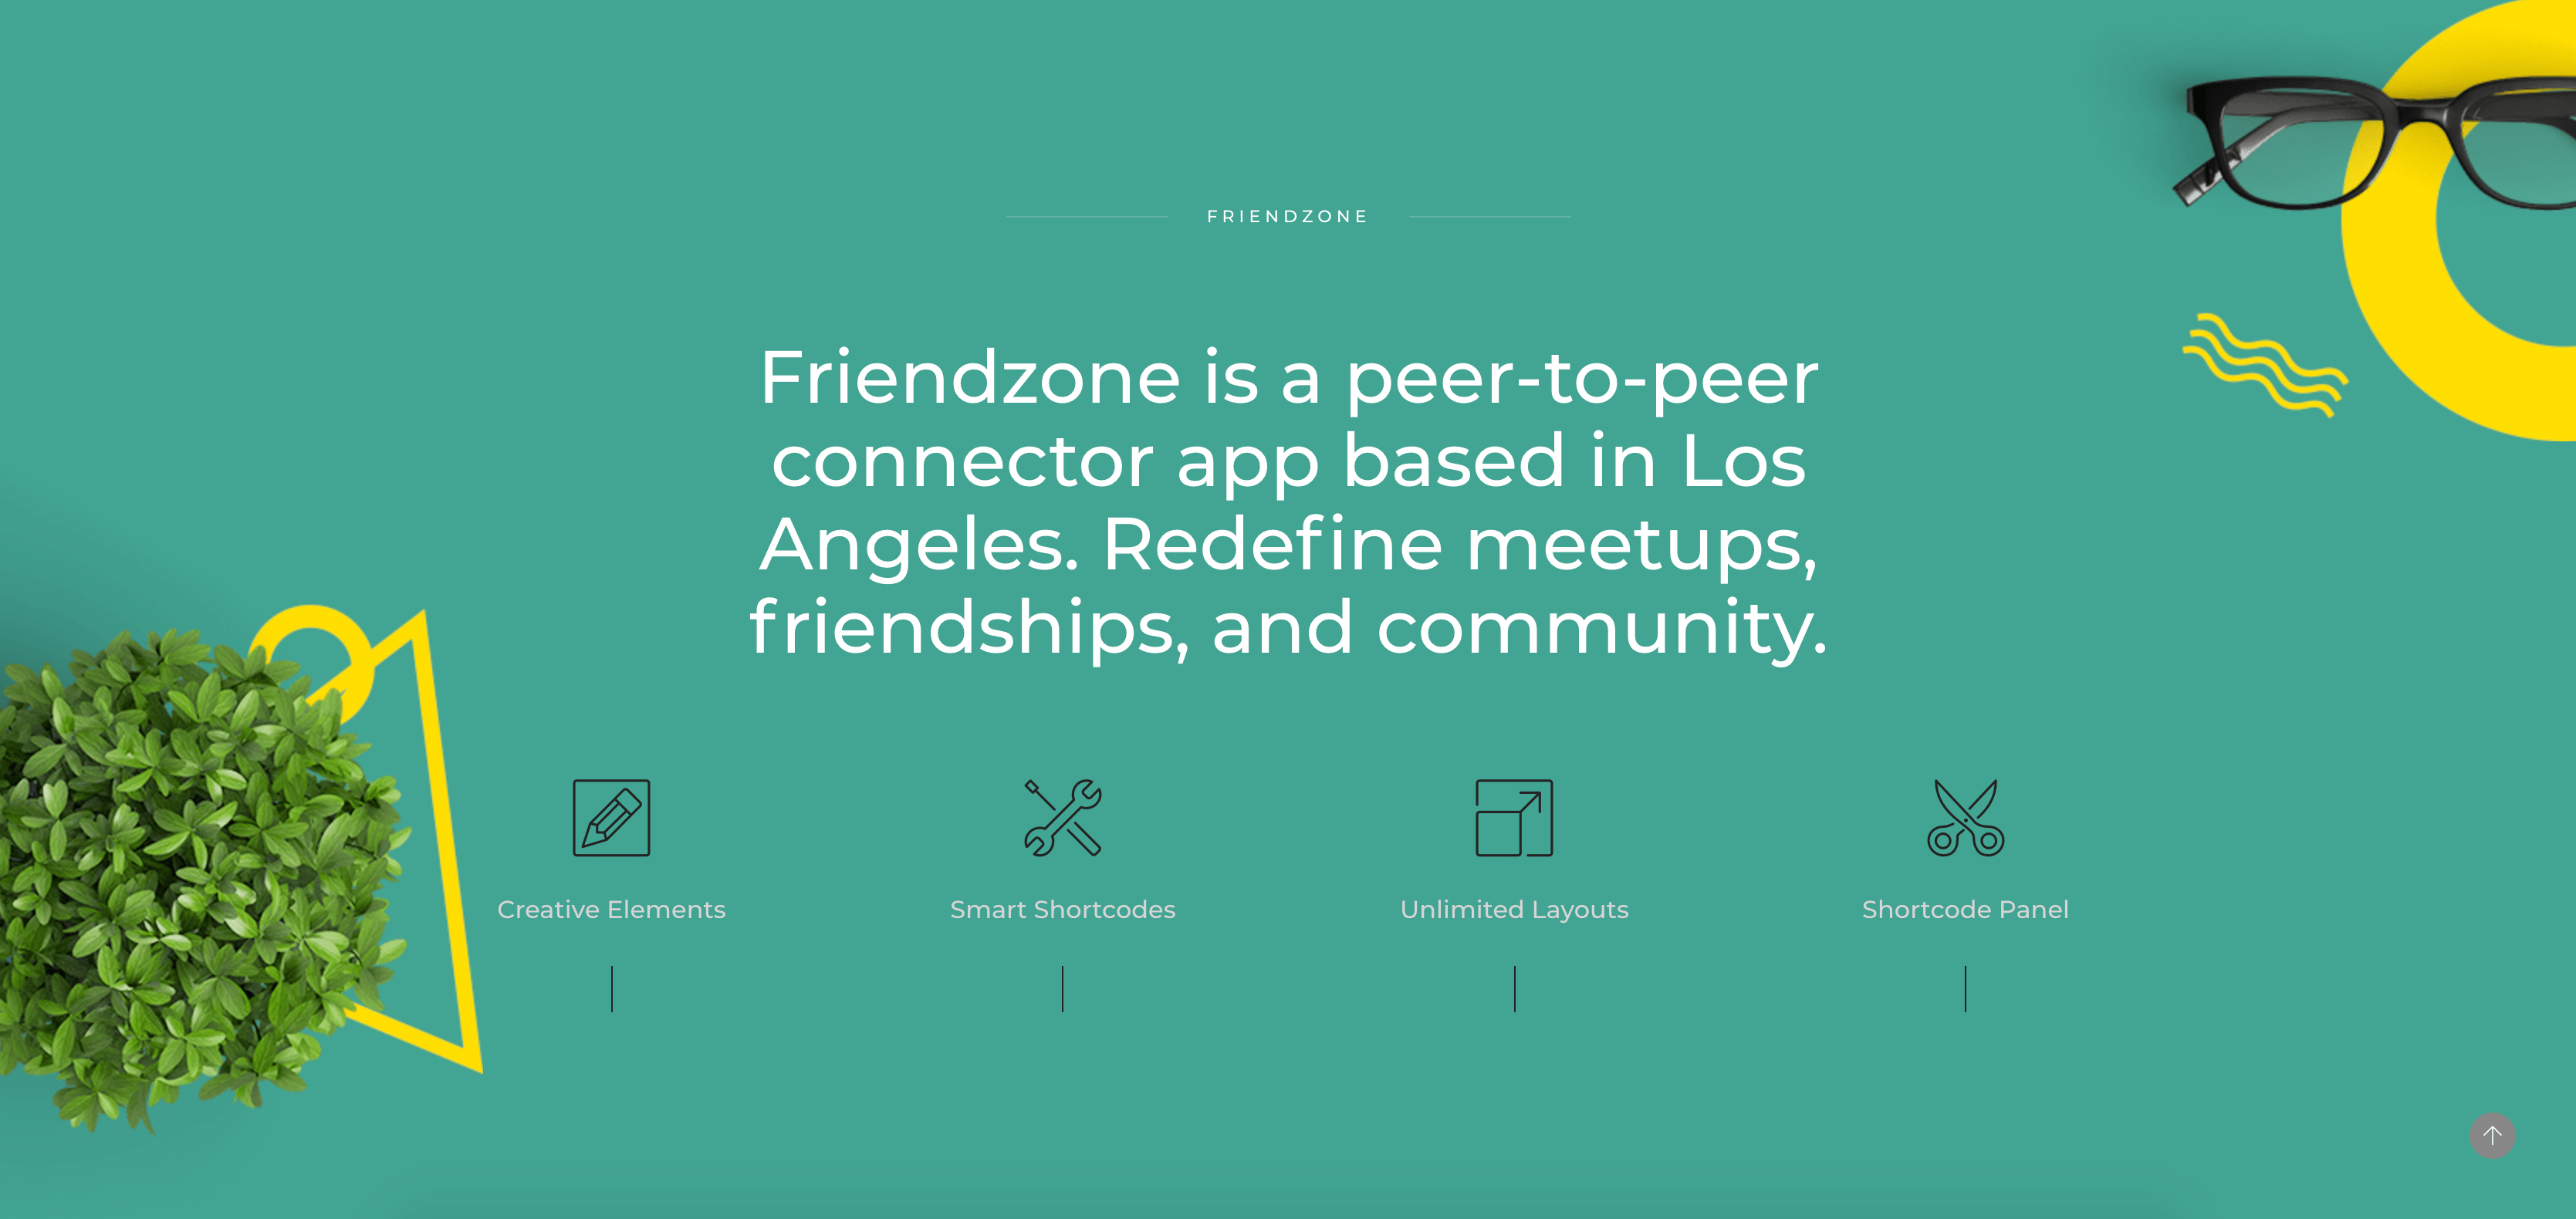 FRIENDZONE
Friendzone is a peer-to-peer
connector app based in Los
Angeles. Redefine meetups,
friendships, and community.
Creative Elements
Smart Shortcodes
Unlimited Layouts
Shortcode Panel